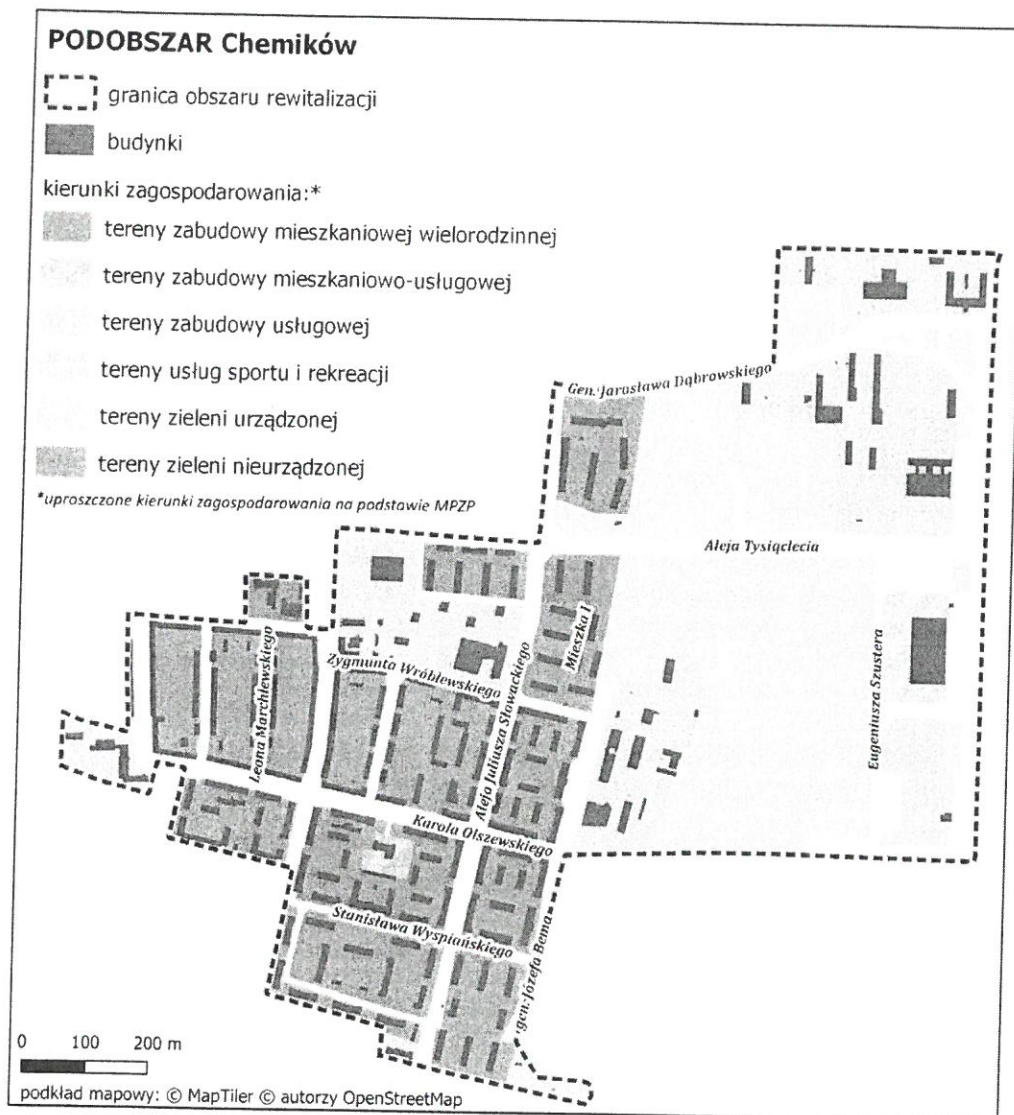 PODOBSZAR Chemików
granica obszaru rewitalizacji
budynki
kierunki zagospodarowania:*
tereny zabudowy mieszkaniowej wielorodzinnej
tereny zabudowy mieszkaniowo-usługowej
tereny zabudowy usługowej
tereny usług sportu i rekreacji
tereny zieleni urządzonej
tereny zieleni nieurządzonej
*uproszczone kierunki zagospodarowania na podstawie MPZP
Gen. Jarosława Dąbrowskiego
Aleja Tysiąclecia
Mieszka I
Zygmunta Wróblewskiego
Leona Marchlewskiego
Aleja Juliusza Słowackiego
Eugeniusza Szustera
Karola Olszewskiego
Stanisława Wyspiańskiego
gen. Józefa Bema
0 100 200 m
podkład mapowy: © MapTiler © autorzy OpenStreetMap